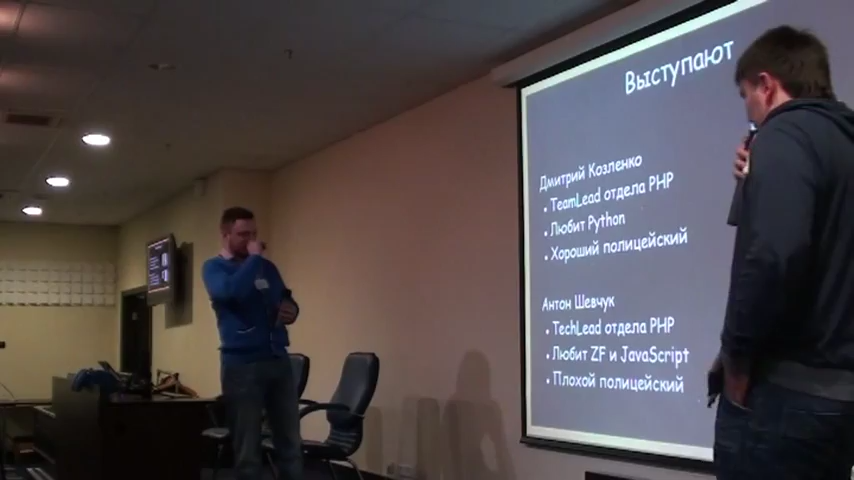 Выступают
Дмитрий Козленко
• TeamLead отдела PHP
• Любит Python
• Хороший полицейский
Антон Шевчук
• TechLead отдела PHP
• Любит ZF и JavaScript
• Плохой полицейский